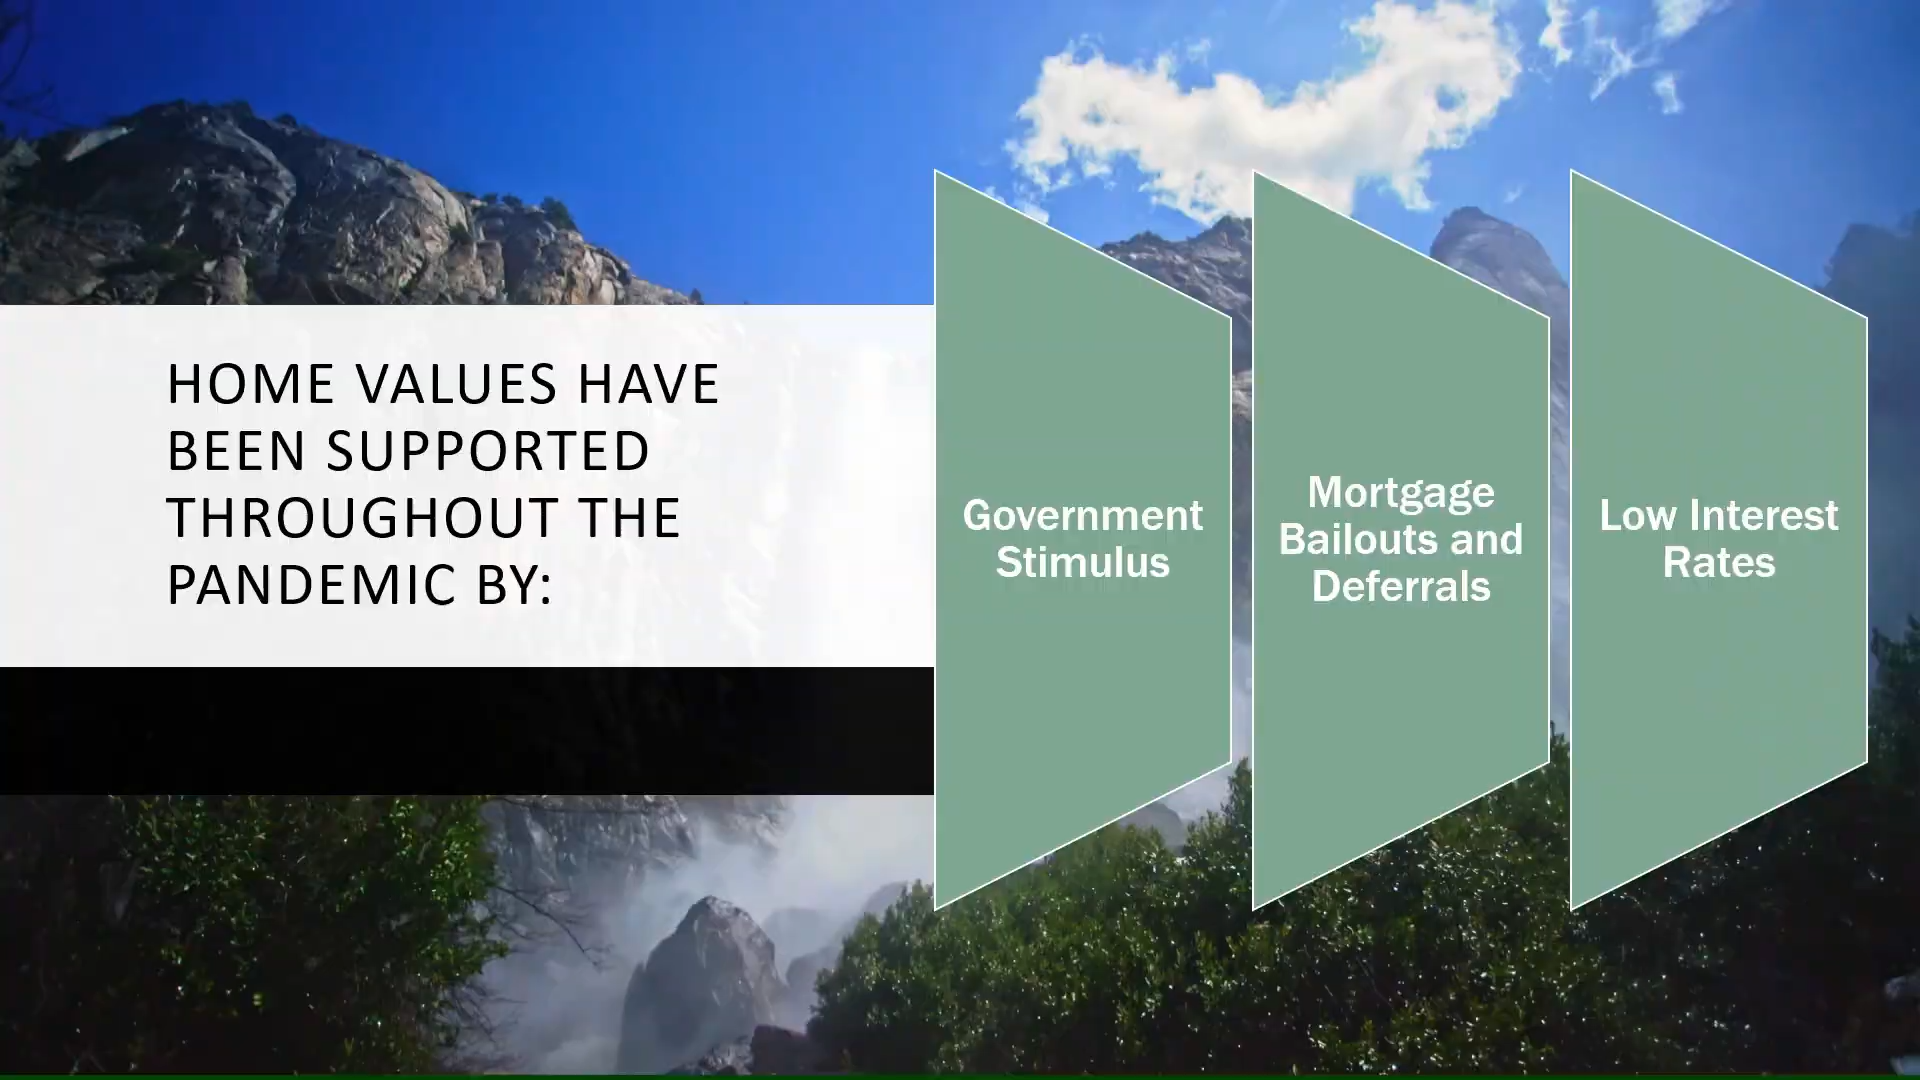 HOME VALUES HAVE
BEEN SUPPORTED
THROUGHOUT THE
PANDEMIC BY:
Government
Stimulus
Mortgage
Bailouts and
Deferrals
Low Interest
Rates